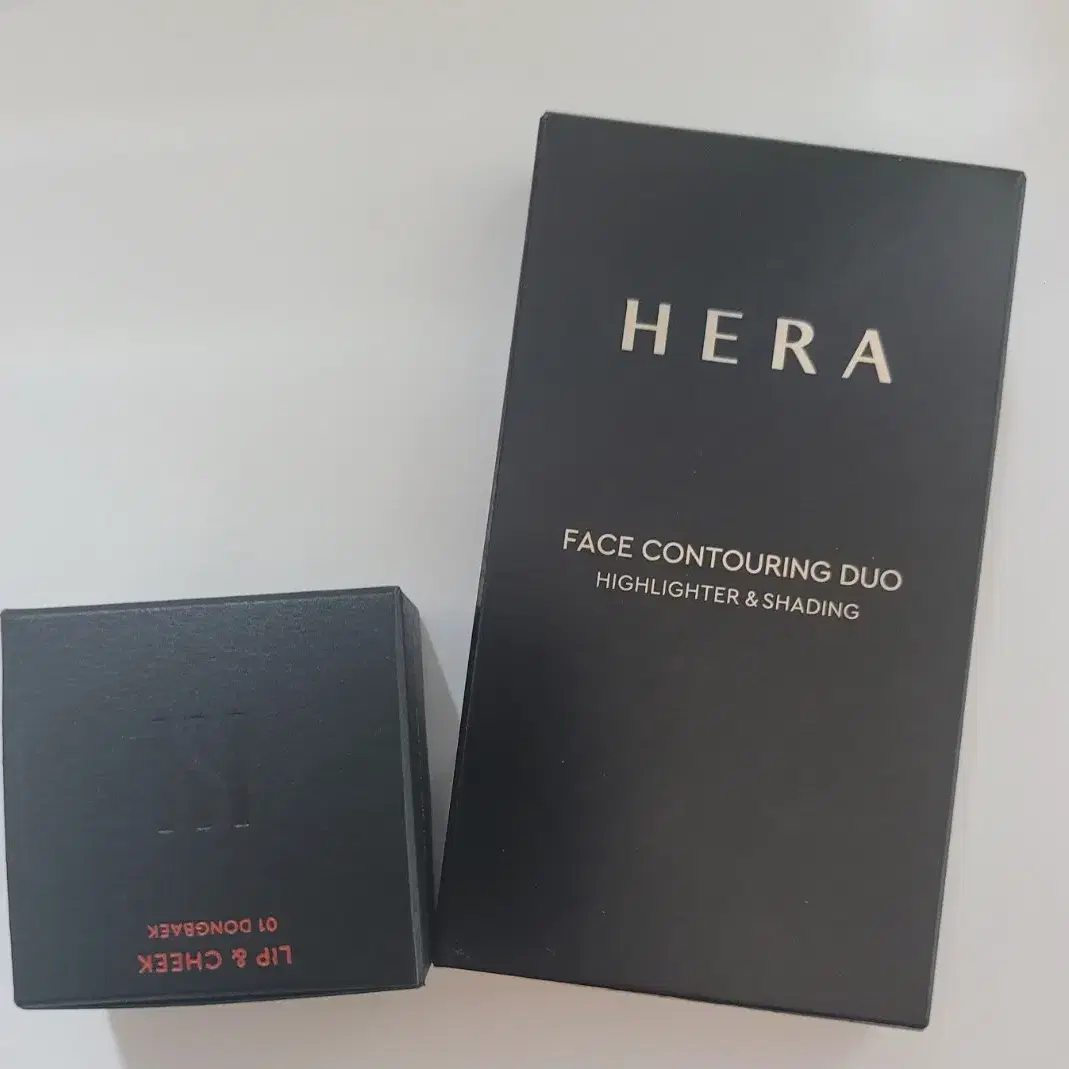 HERA
FACE CONTOURING DUO
HIGHLIGHTER & SHADING
LIP & CHEEK
01 DONGBAEK